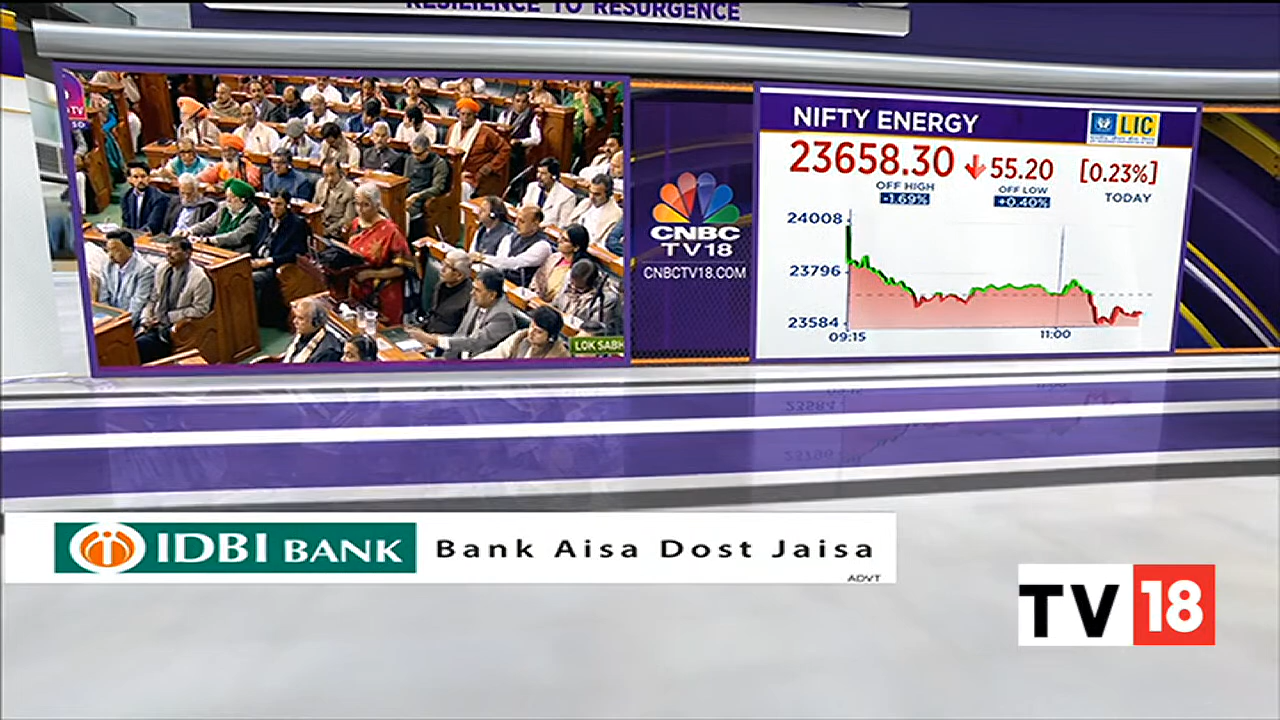 RESILIENCE TO RESURGENCE
TV
SO
LOK SABH
CNBC
TV18
CNBCTV18.COM
NIFTY ENERGY
LIC
23658.30 55.20 [0.23%]
OFF HIGH
-1.69%
OFF LOW
+0.40%
TODAY
24008
23796
23584
09:15 11:00
IDBI BANK
Bank Aisa Dost Jaisa
ADVT
TV18